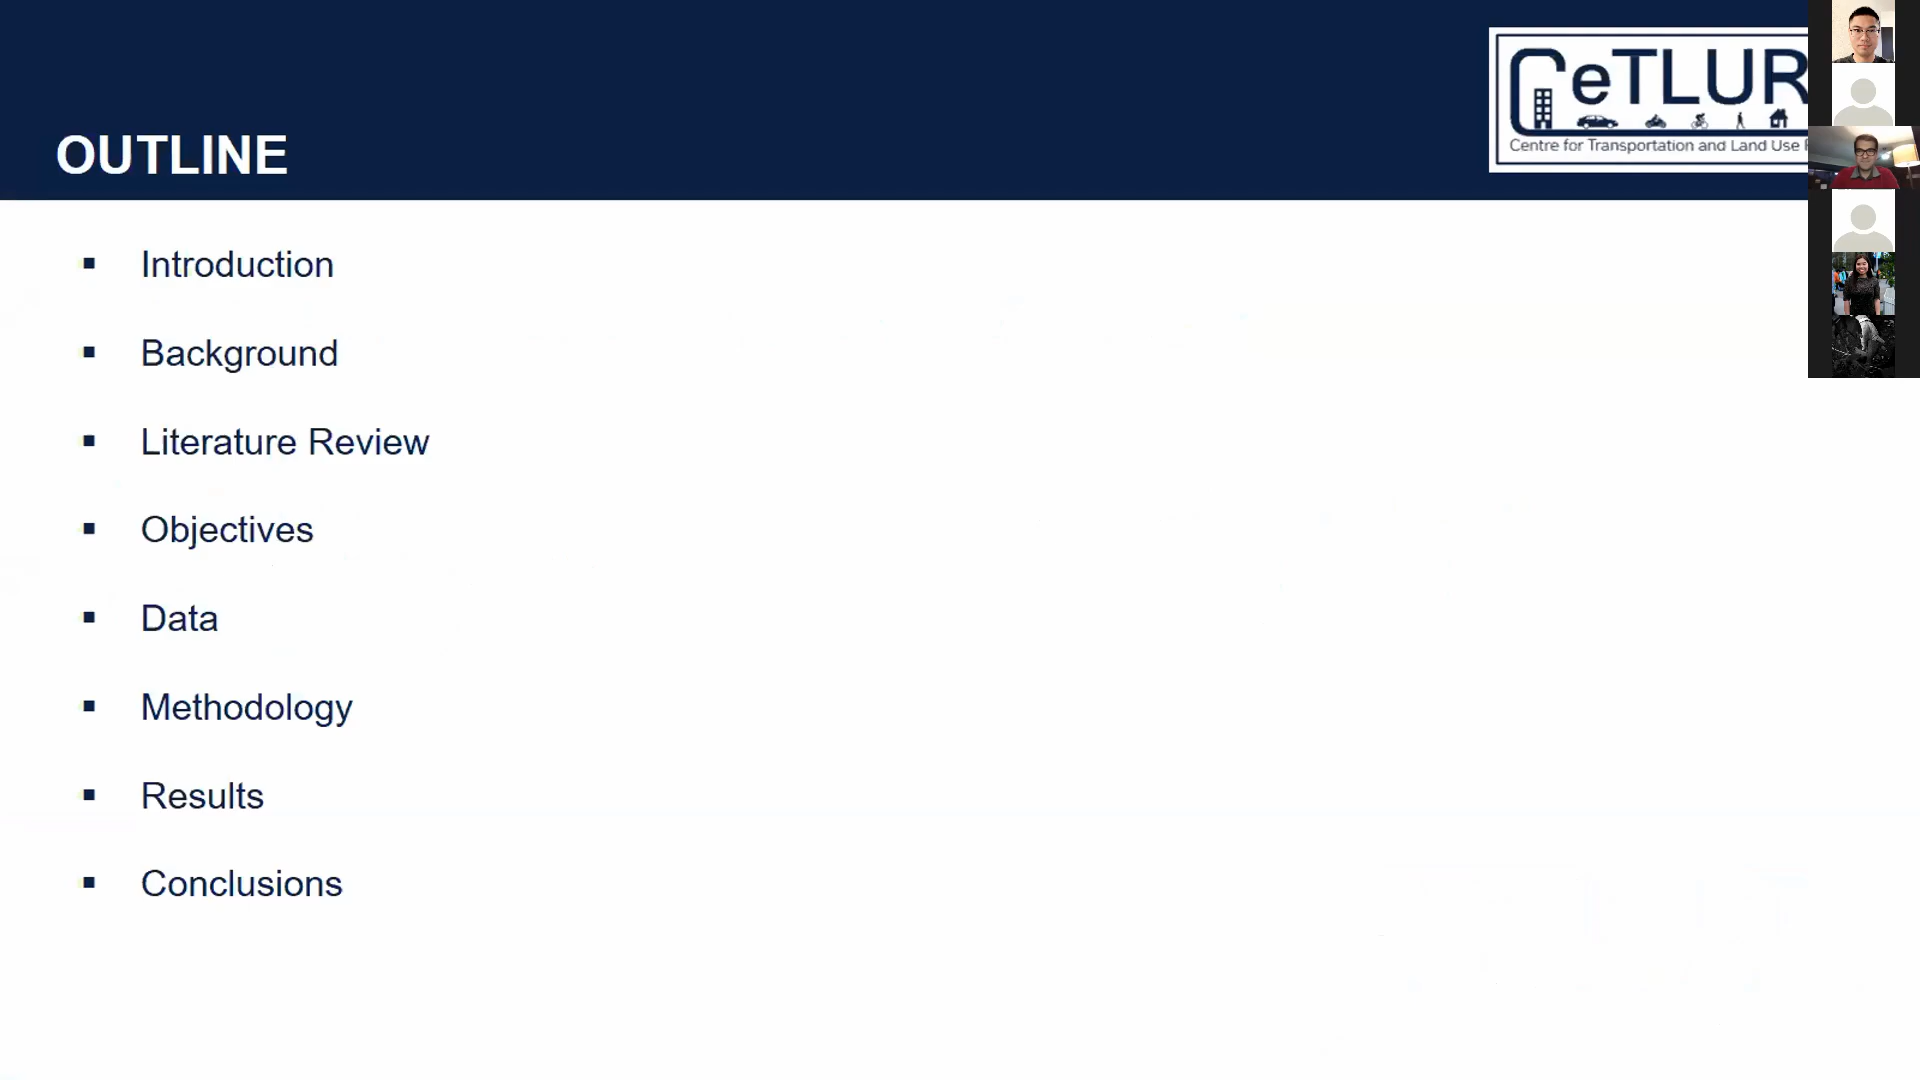 CeTLUR
Centre for Transportation and Land Use
OUTLINE
▪ Introduction
▪ Background
▪ Literature Review
▪ Objectives
▪ Data
▪ Methodology
▪ Results
▪ Conclusions